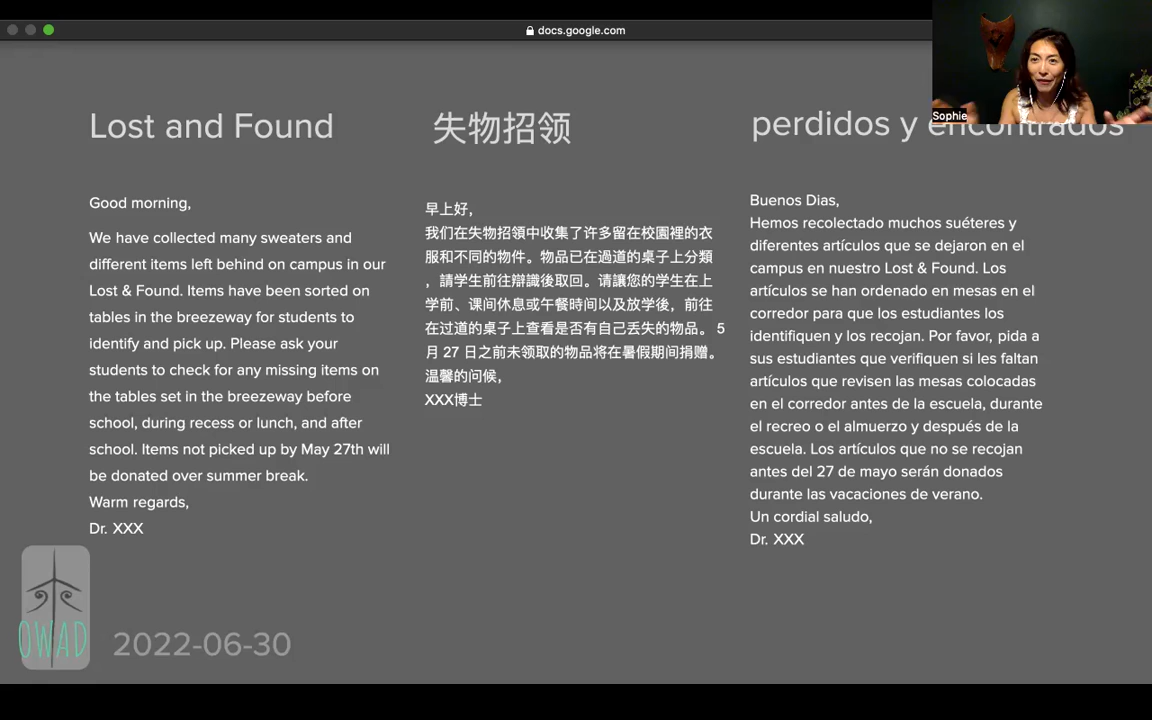 docs.google.com
Sophie
Lost and Found
Good morning,
We have collected many sweaters and
different items left behind on campus in our
Lost & Found. Items have been sorted on
tables in the breezeway for students to
identify and pick up. Please ask your
students to check for any missing items on
the tables set in the breezeway before
school, during recess or lunch, and after
school. Items not picked up by May 27th will
be donated over summer break.
Warm regards,
Dr. XXX
失物招领
早上好，
我们在失物招領中收集了许多留在校園裡的衣
服和不同的物件。物品已在過道的桌子上分類
，請学生前往辯識後取回。请讓您的学生在上
学前、课间休息或午餐時间以及放学後，前往
在过道的桌子上查看是否有自己丢失的物品。 5
月 27 日之前未领取的物品将在暑假期间捐赠。
温馨的问候，
XXX博士
perdidos y encontrados
Buenos Dias,
Hemos recolectado muchos suéteres y
diferentes artículos que se dejaron en el
campus en nuestro Lost & Found. Los
artículos se han ordenado en mesas en el
corredor para que los estudiantes los
identifiquen y los recojan. Por favor, pida a
sus estudiantes que verifiquen si les faltan
artículos que revisen las mesas colocadas
en el corredor antes de la escuela, durante
el recreo o el almuerzo y después de la
escuela. Los artículos que no se recojan
antes del 27 de mayo serán donados
durante las vacaciones de verano.
Un cordial saludo,
Dr. XXX
OWAD
2022-06-30